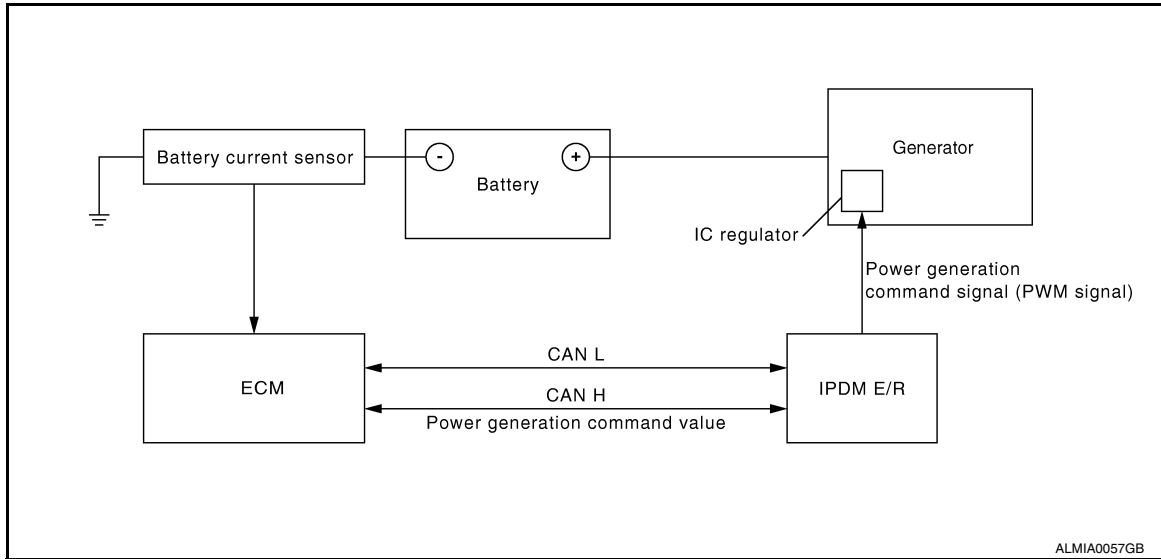 Battery current sensor
-
+
Battery
Generator
IC regulator
Power generation
command signal (PWM signal)
ECM
CAN L
CAN H
Power generation command value
IPDM E/R
ALMIA0057GB